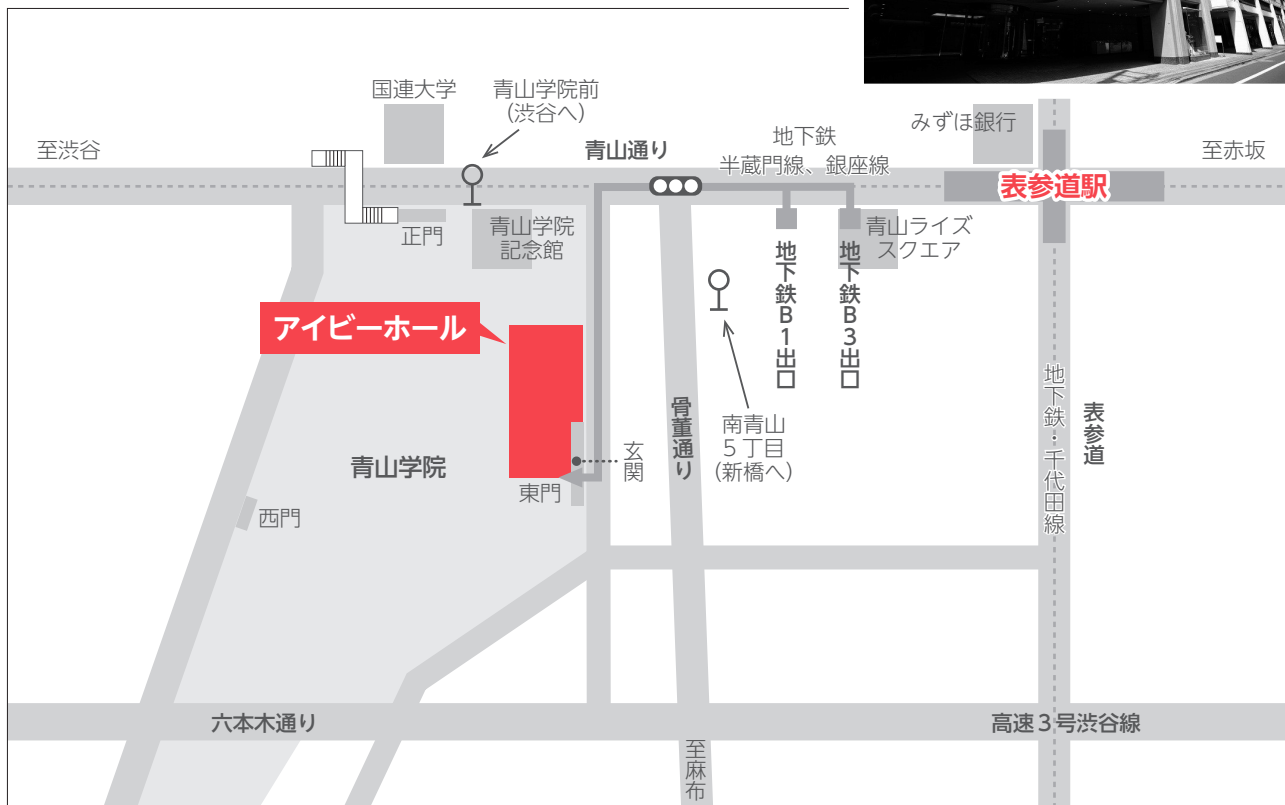 国連大学
青山学院前
(渋谷へ)
至渋谷
青山通り
地下鉄
半蔵門線、銀座線
みずほ銀行
至赤坂
表参道駅
正門
青山学院
記念館
青山ライズ
スクエア
地下鉄B1出口
地下鉄B3出口
アイビーホール
地下鉄・千代田線
表参道
骨董通り
南青山
5丁目
(新橋へ)
玄関
青山学院
東門
西門
六本木通り
高速3号渋谷線
至麻布